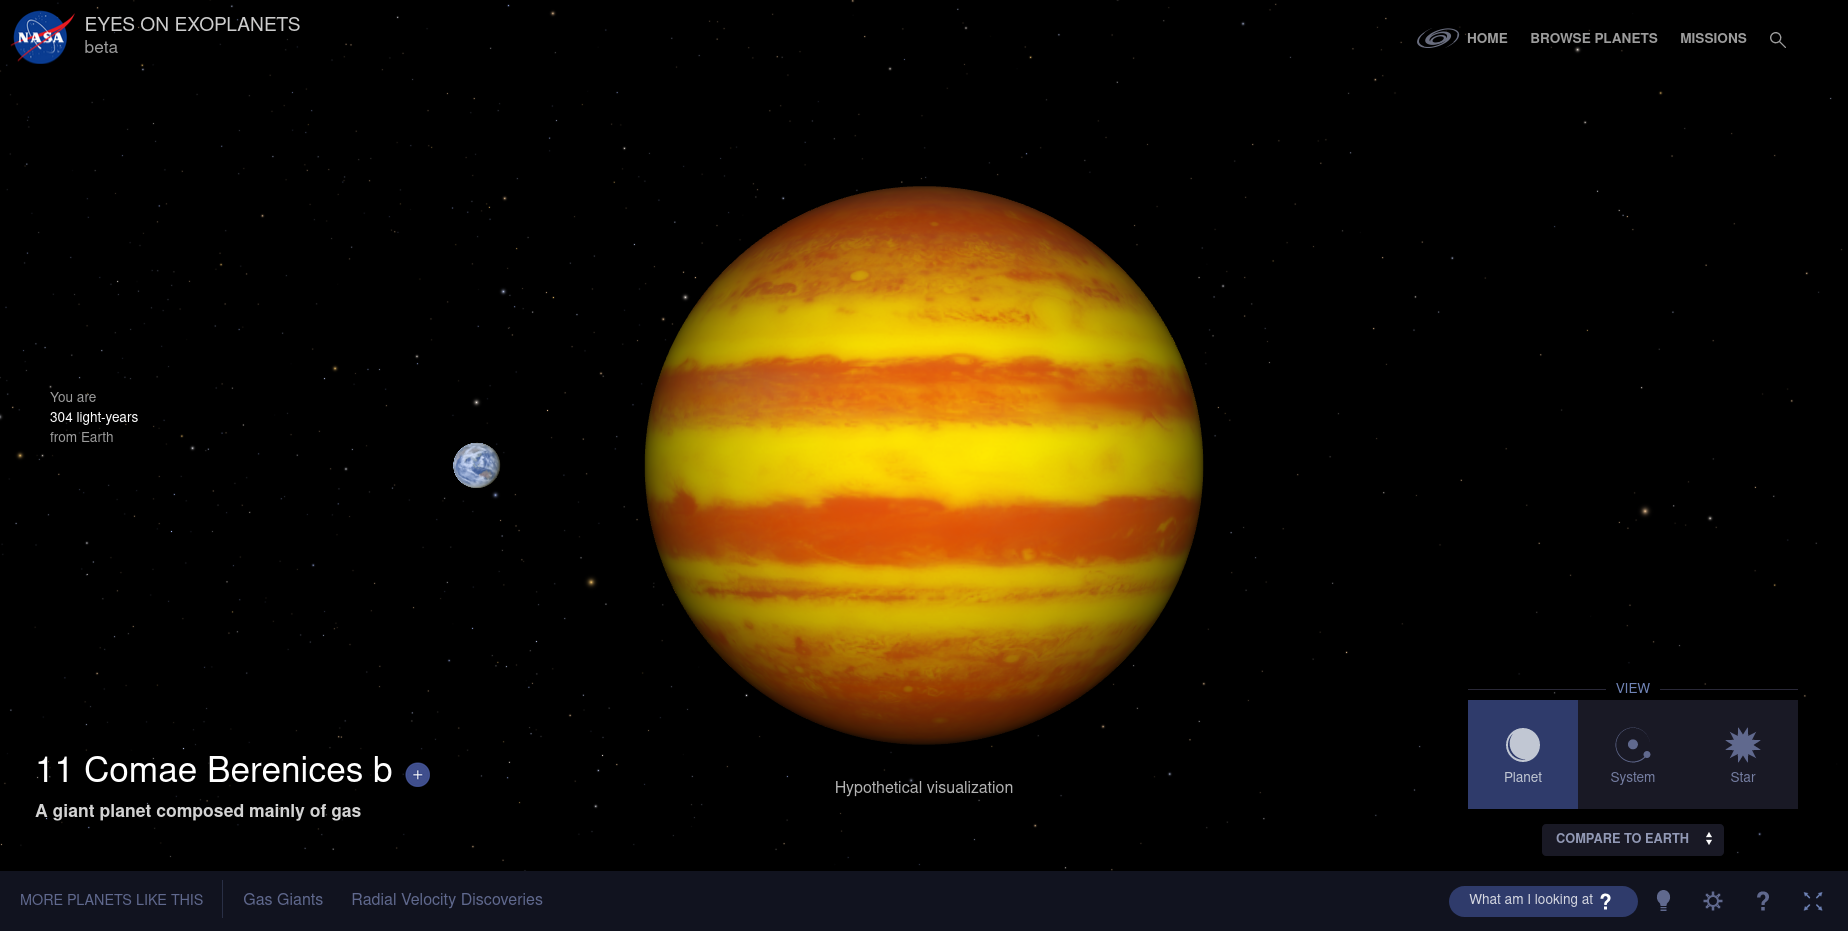 NASA
EYES ON EXOPLANETS
beta
HOME
BROWSE PLANETS
MISSIONS
You are
304 light-years
from Earth
11 Comae Berenices b
+
A giant planet composed mainly of gas
Hypothetical visualization
VIEW
Planet
System
Star
COMPARE TO EARTH
MORE PLANETS LIKE THIS
Gas Giants
Radial Velocity Discoveries
What am I looking at ?
?